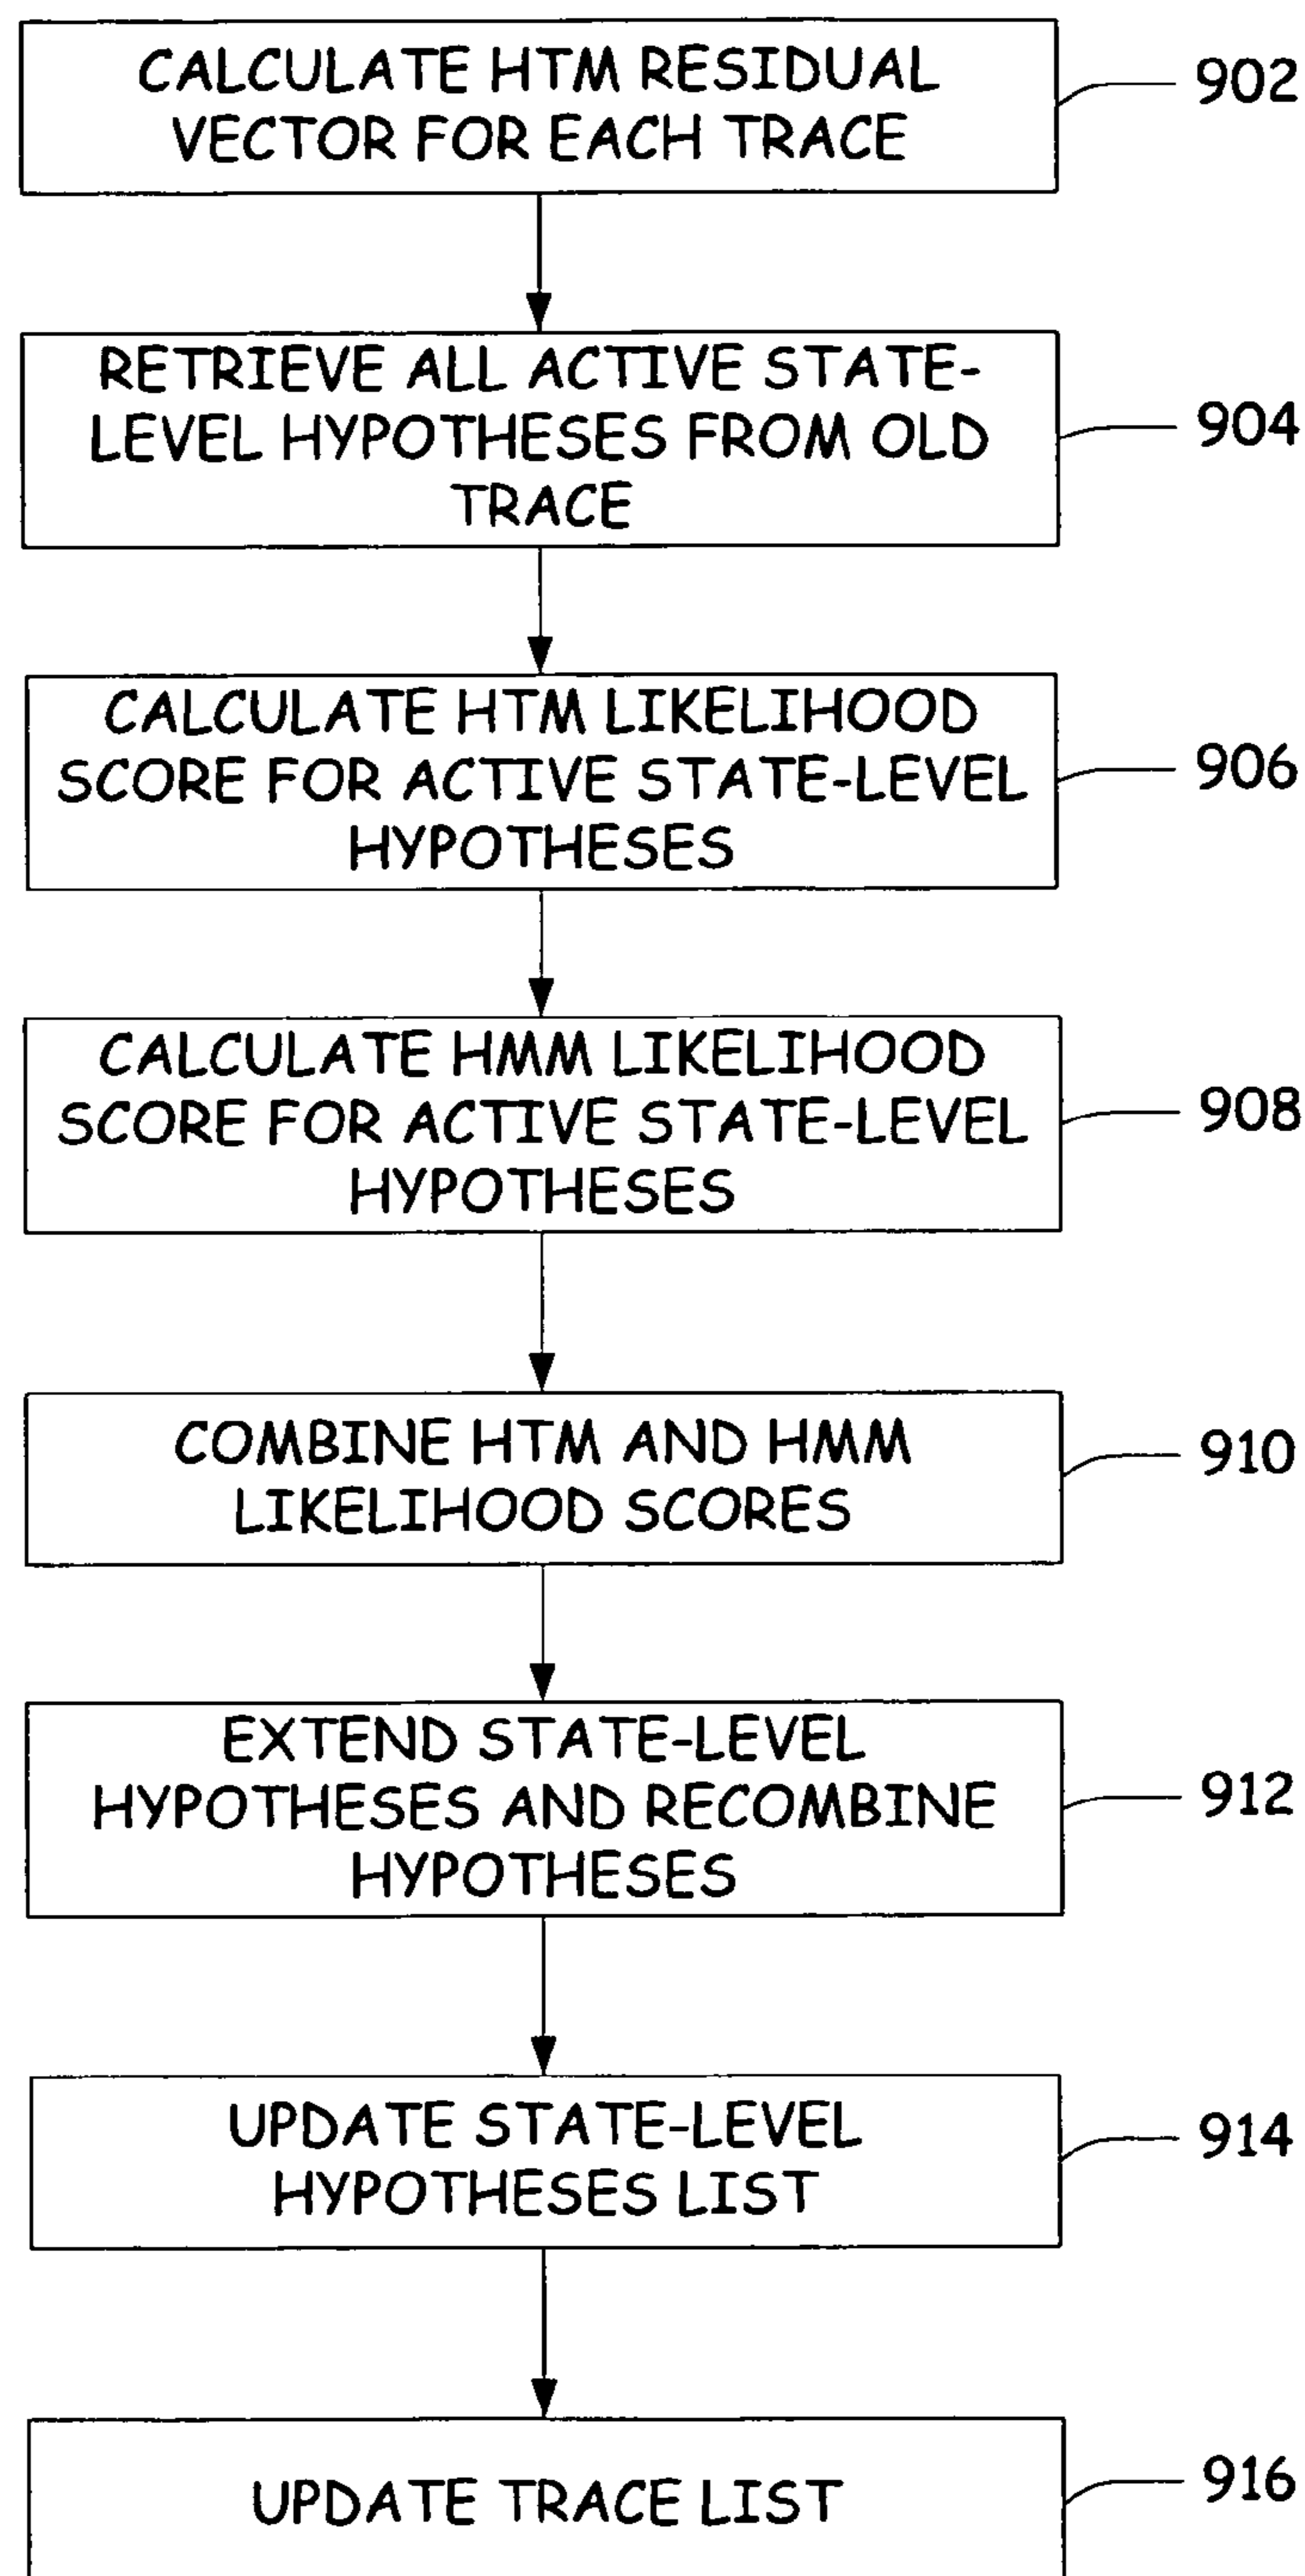 CALCULATE HTM RESIDUAL
VECTOR FOR EACH TRACE
902
RETRIEVE ALL ACTIVE STATE-
LEVEL HYPOTHESES FROM OLD
TRACE
904
CALCULATE HTM LIKELIHOOD
SCORE FOR ACTIVE STATE-LEVEL
HYPOTHESES
906
CALCULATE HMM LIKELIHOOD
SCORE FOR ACTIVE STATE-LEVEL
HYPOTHESES
908
COMBINE HTM AND HMM
LIKELIHOOD SCORES
910
EXTEND STATE-LEVEL
HYPOTHESES AND RECOMBINE
HYPOTHESES
912
UPDATE STATE-LEVEL
HYPOTHESES LIST
914
UPDATE TRACE LIST
916